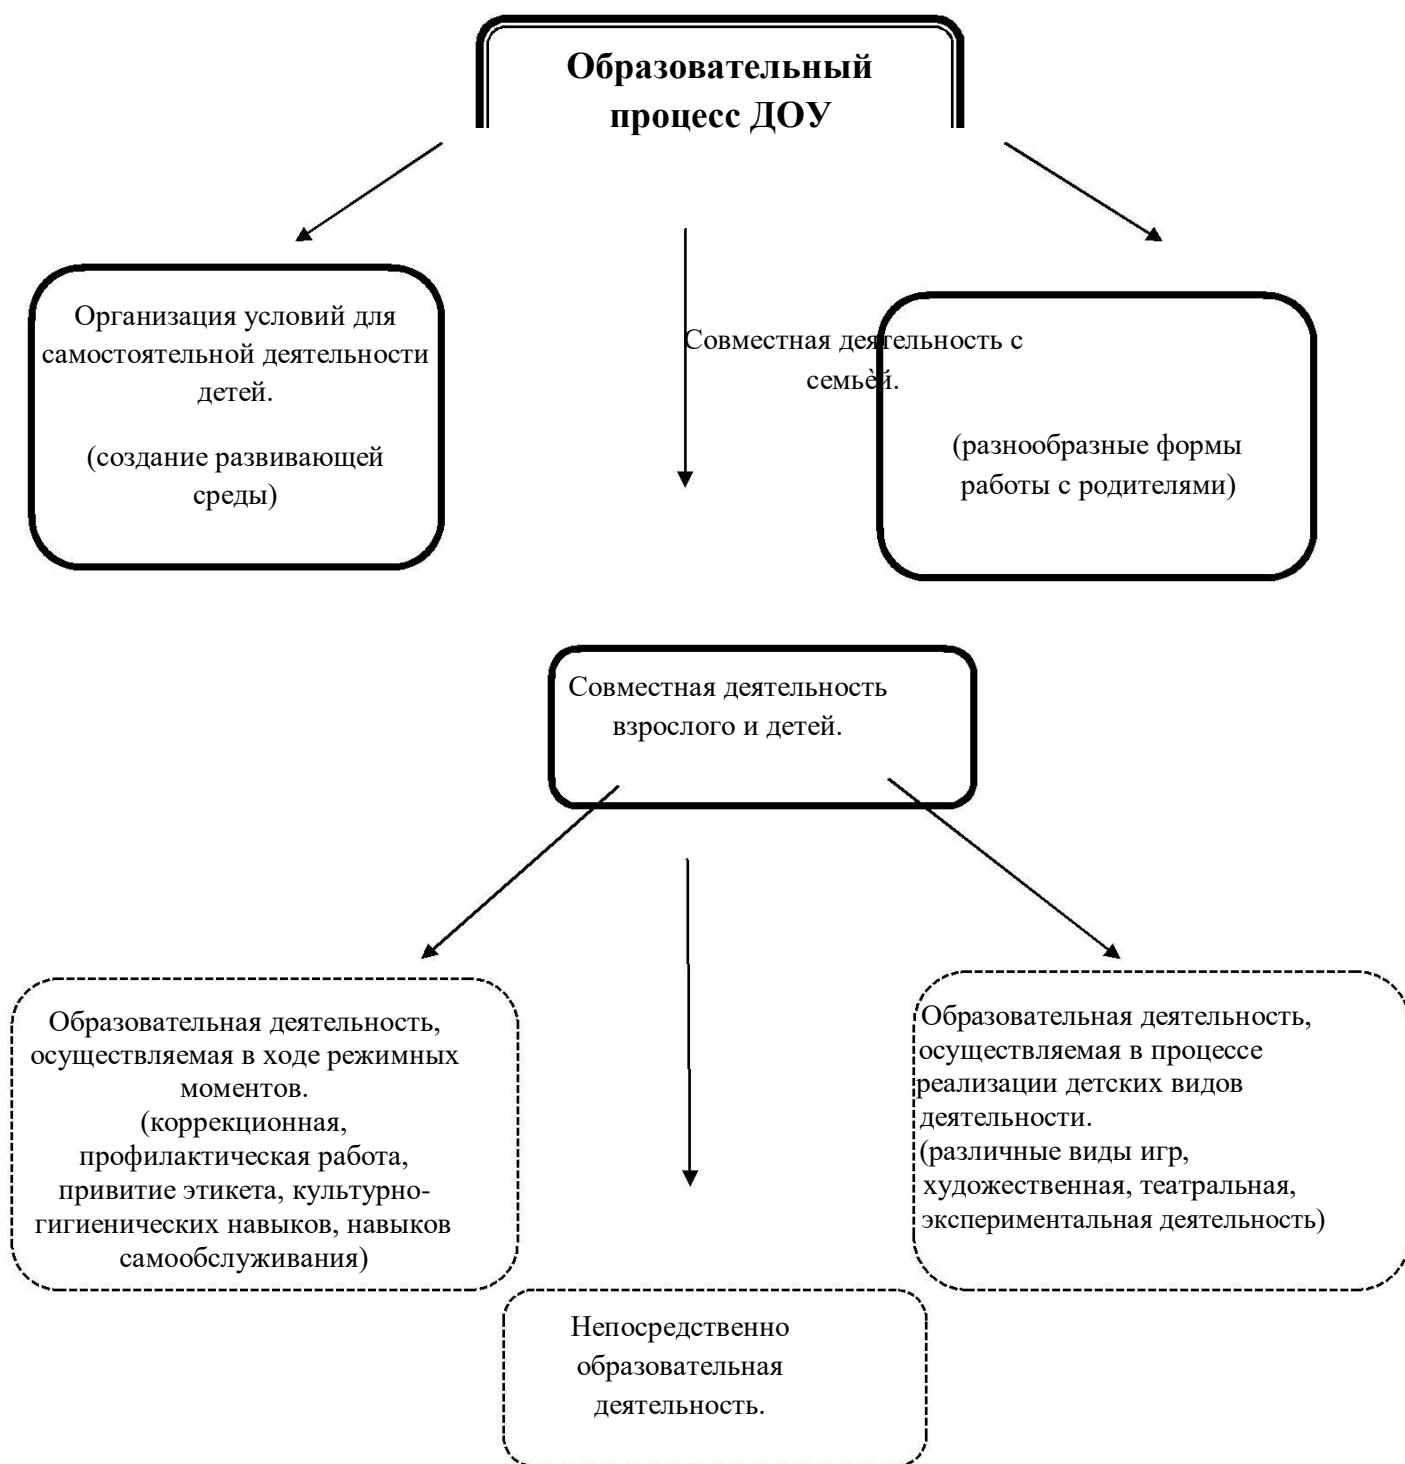 Образовательный
процесс ДОУ
Организация условий для
самостоятельной деятельности
детей.
(создание развивающей
среды)
Совместная деятельность с
семьѐй.
(разнообразные формы
работы с родителями)
Совместная деятельность
взрослого и детей.
Образовательная деятельность,
осуществляемая в ходе режимных
моментов.
(коррекционная,
профилактическая работа,
привитие этикета, культурно-
гигиенических навыков, навыков
самообслуживания)
Образовательная деятельность,
осуществляемая в процессе
реализации детских видов
деятельности.
(различные виды игр,
художественная, театральная,
экспериментальная деятельность)
Непосредственно
образовательная
деятельность.